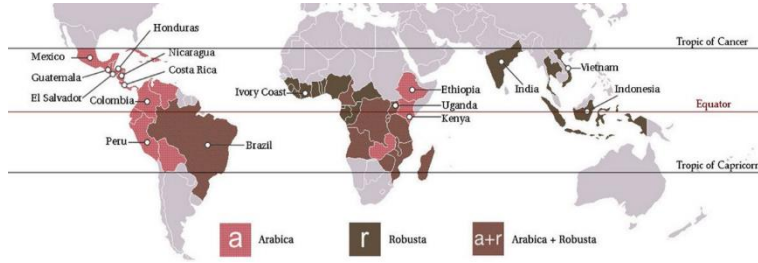 Honduras
Mexico
Nicaragua
Guatemala
Costa Rica
El Salvador
Colombia
Peru
Brazil
Ivory Coast
Ethiopia
Uganda
Kenya
Tropic of Cancer
Vietnam
India
Indonesia
Equator
Tropic of Capricorn
a Arabica
r Robusta
a+r Arabica + Robusta